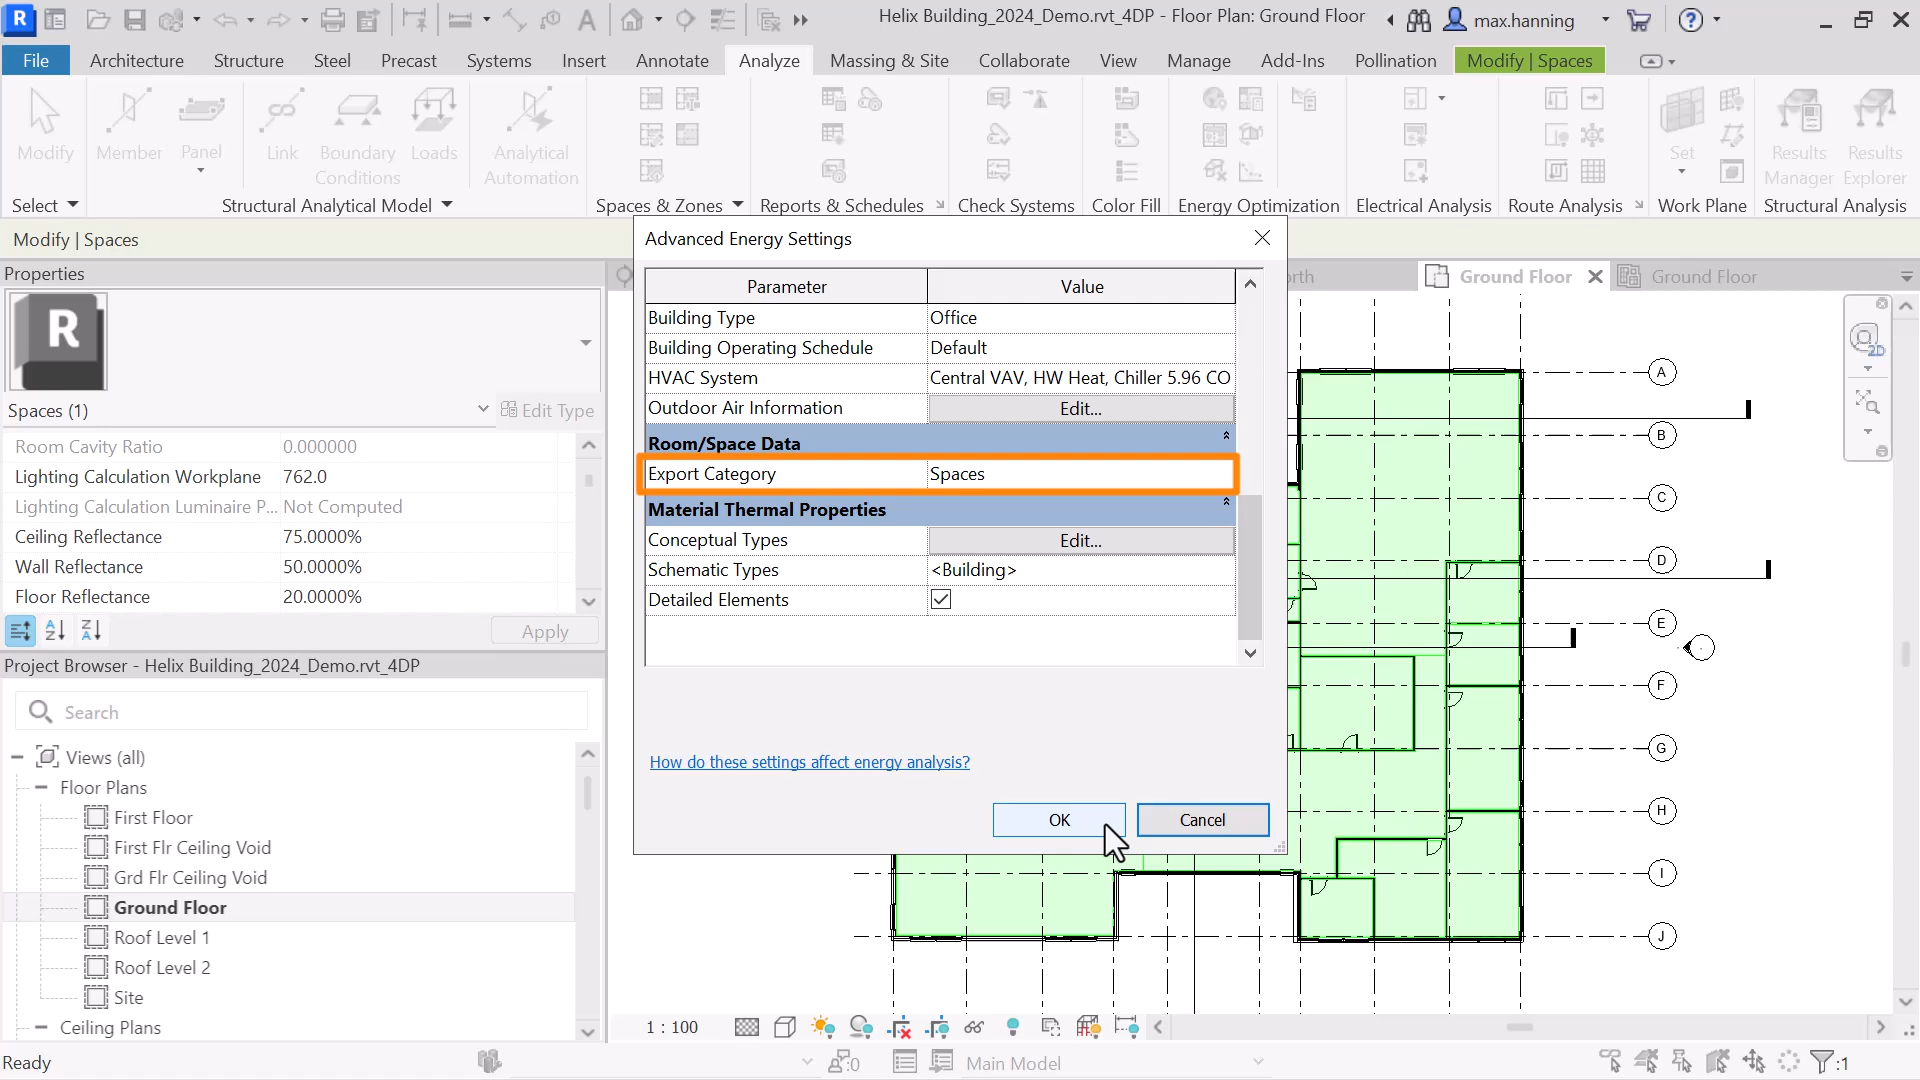 R
Helix Building_2024_Demo.rvt_4DP - Floor Plan: Ground Floor
max.hanning
File
Architecture
Structure
Steel
Precast
Systems
Insert
Annotate
Analyze
Massing & Site
Collaborate
View
Manage
Add-Ins
Pollination
Modify | Spaces
Modify
Member
Panel
Link
Boundary
Conditions
Loads
Analytical
Automation
Set
Results
Manager
Results
Explorer
Select
Structural Analytical Model
Spaces & Zones
Reports & Schedules
Check Systems
Color Fill
Energy Optimization
Electrical Analysis
Route Analysis
Work Plane
Structural Analysis
Modify | Spaces
Properties
R
Spaces (1)
Edit Type
Room Cavity Ratio 0.000000
Lighting Calculation Workplane 762.0
Lighting Calculation Luminaire P... Not Computed
Ceiling Reflectance 75.0000%
Wall Reflectance 50.0000%
Floor Reflectance 20.0000%
Apply
Project Browser - Helix Building_2024_Demo.rvt_4DP
Search
Views (all)
Floor Plans
First Floor
First Flr Ceiling Void
Grd Flr Ceiling Void
Ground Floor
Roof Level 1
Roof Level 2
Site
Ceiling Plans
Ready
Advanced Energy Settings
Parameter Value
Building Type Office
Building Operating Schedule Default
HVAC System Central VAV, HW Heat, Chiller 5.96 CO
Outdoor Air Information Edit...
Room/Space Data
Export Category Spaces
Material Thermal Properties
Conceptual Types Edit...
Schematic Types <Building>
Detailed Elements
How do these settings affect energy analysis?
OK
Cancel
orth
Ground Floor
Ground Floor
2D
A
B
C
D
E
F
G
H
I
J
1 : 100
:0
Main Model
:1